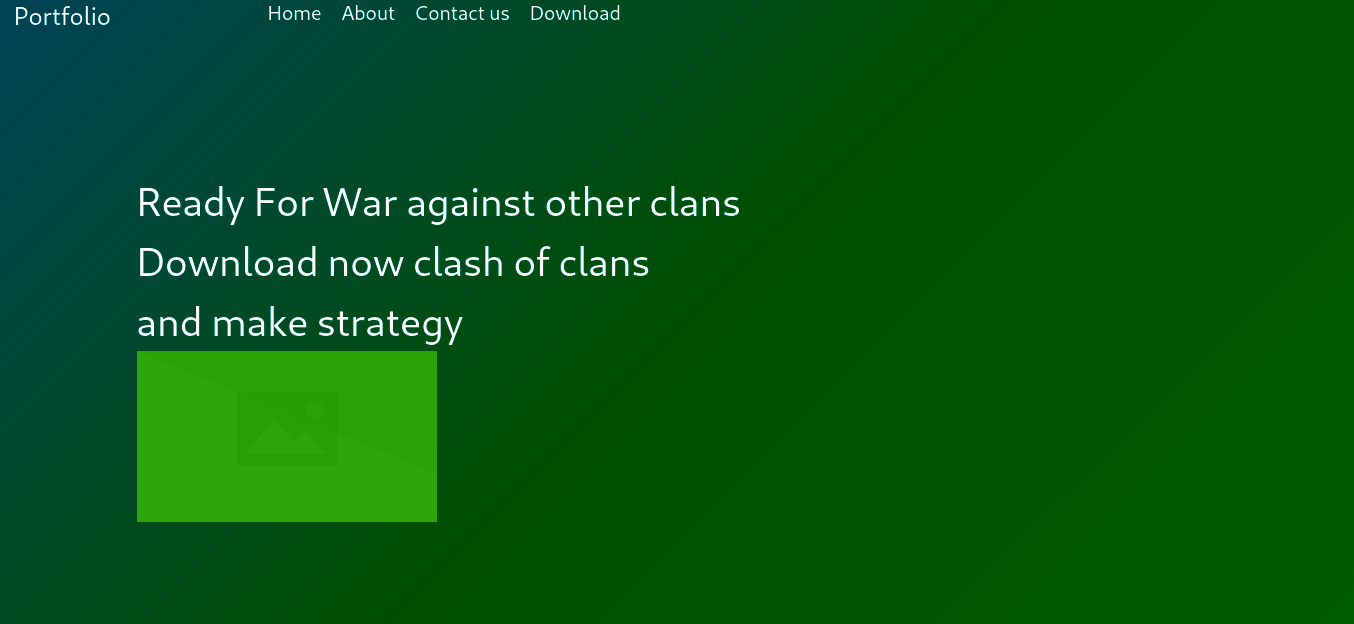 Portfolio
Home About Contact us Download
Ready For War against other clans
Download now clash of clans
and make strategy